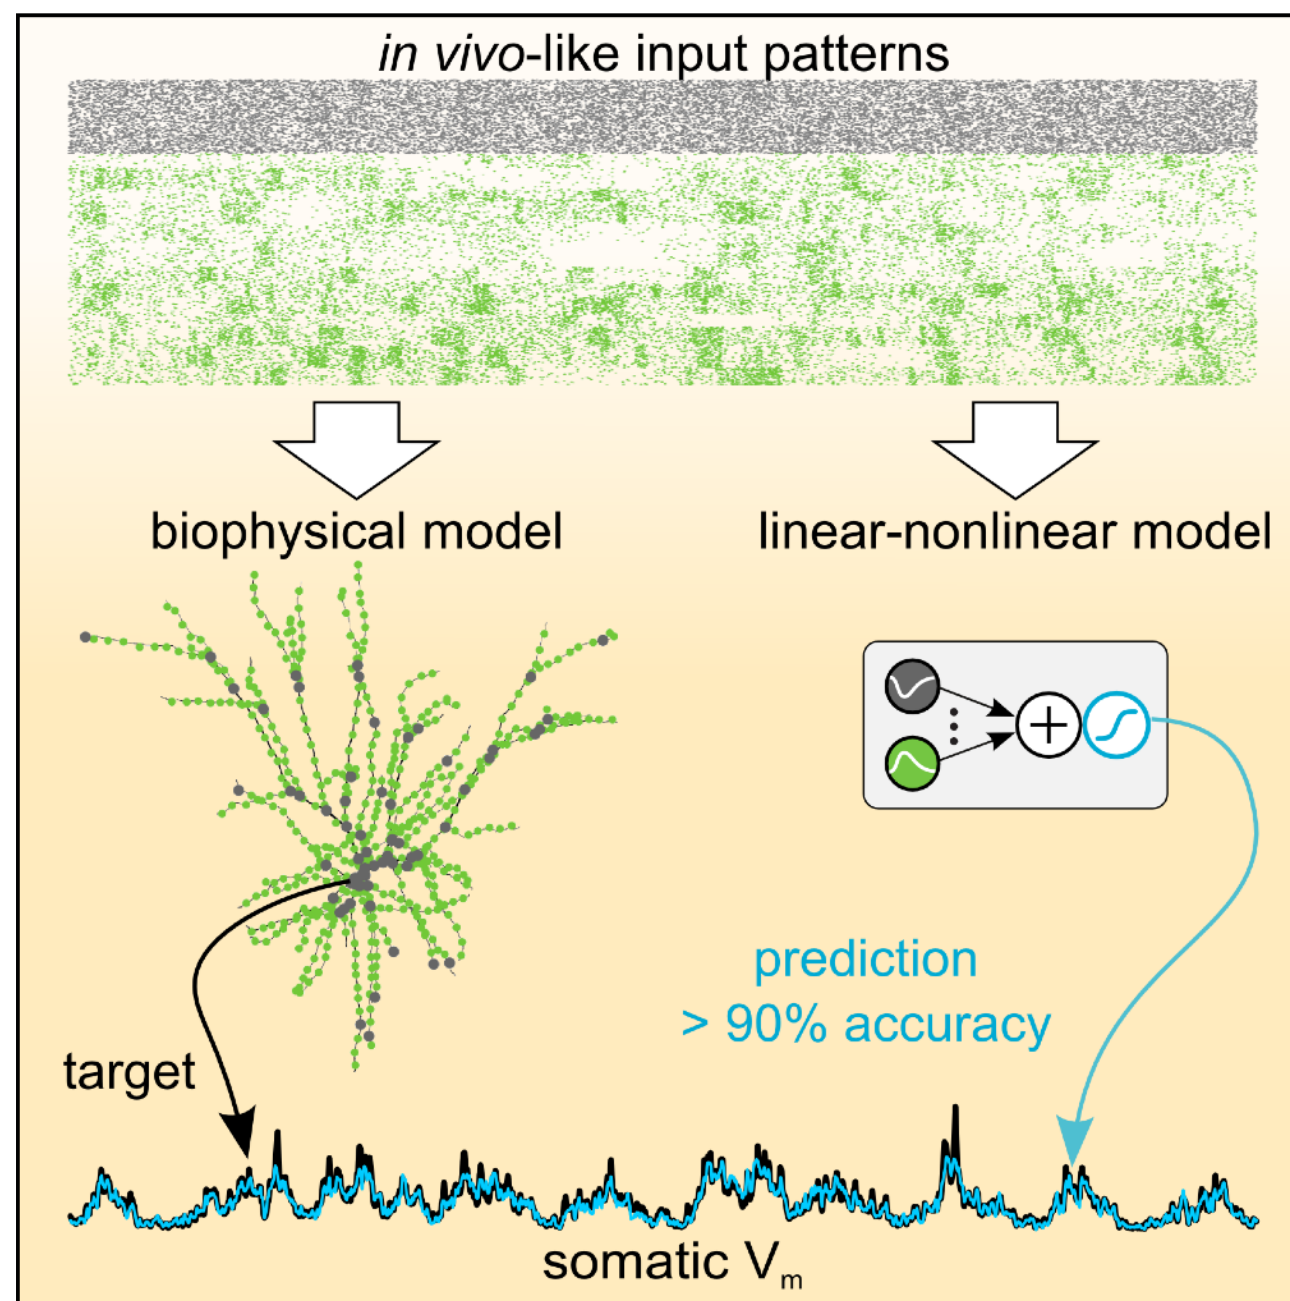 in vivo-like input patterns
biophysical model
linear-nonlinear model
prediction
> 90% accuracy
target
somatic Vm